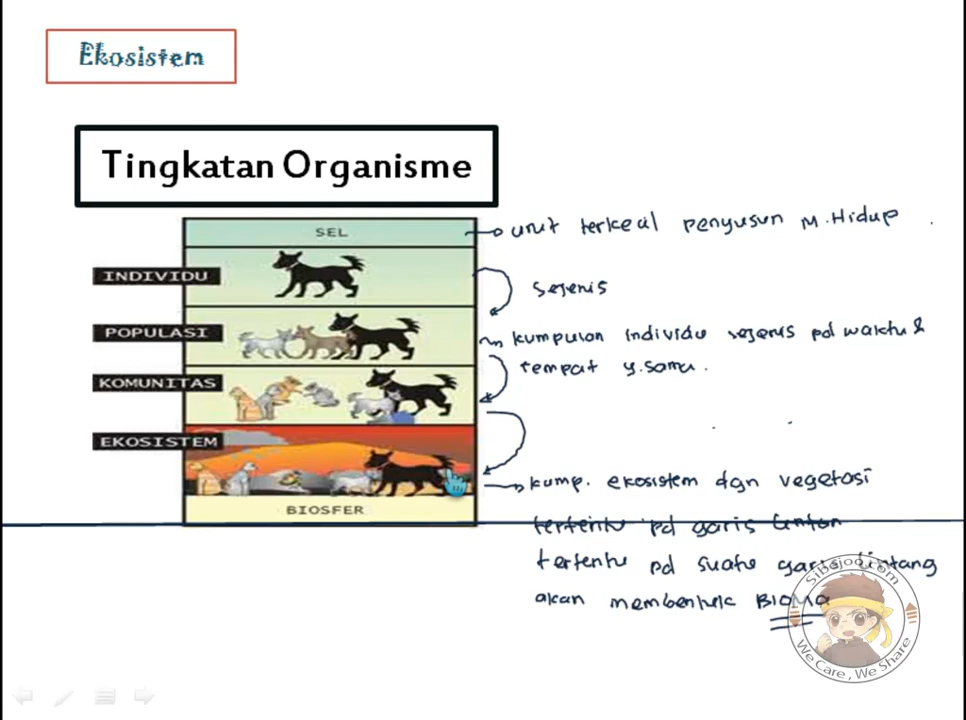 Ekosistem
Tingkatan Organisme
SEL
unit terkecil penyusun M.Hidup
INDIVIDU
sejenis
POPULASI
kumpulan individu sejenis pd waktu &
tempat y.sama.
KOMUNITAS
EKOSISTEM
kump. ekosistem dgn vegetasi
BIOSFER
tertentu pd garis
tertentu pd suatu garis lintang
akan membentuk BIOMA
Sibejoo.com
We Care, We Share